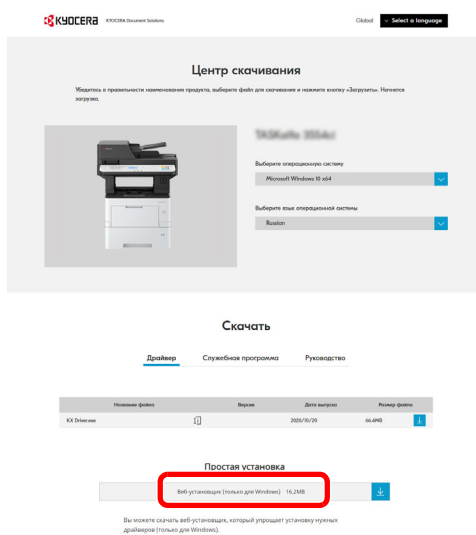 KYOCERA KYOCERA Document Solutions Global Select a language
Центр скачивания
Убедитесь в правильности наименования продукта, выберите файл для скачивания и нажмите кнопку «Загрузить». Начнется
загрузка.
Выберите операционную систему
Microsoft Windows 10 x64
Выберите язык операционной системы
Russian
Скачать
Драйвер Служебная программа Руководство
Название файла Версия Дата выпуска Размер файла
KX Driver.exe 2020/10/20 66.4MB
Простая установка
Веб-установщик (только для Windows) 16.2MB
Вы можете скачать веб-установщик, который упрощает установку нужных
драйверов (только для Windows).